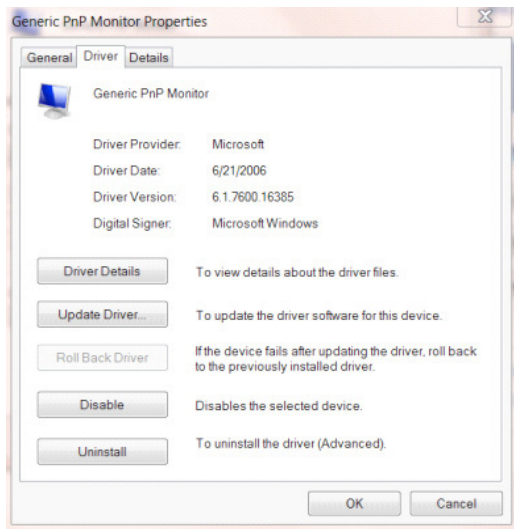 Generic PnP Monitor Properties
General Driver Details
Generic PnP Monitor
Driver Provider: Microsoft
Driver Date: 6/21/2006
Driver Version: 6.1.7600.16385
Digital Signer: Microsoft Windows
Driver Details To view details about the driver files.
Update Driver... To update the driver software for this device.
Roll Back Driver If the device fails after updating the driver, roll back
to the previously installed driver.
Disable Disables the selected device.
Uninstall To uninstall the driver (Advanced).
OK Cancel